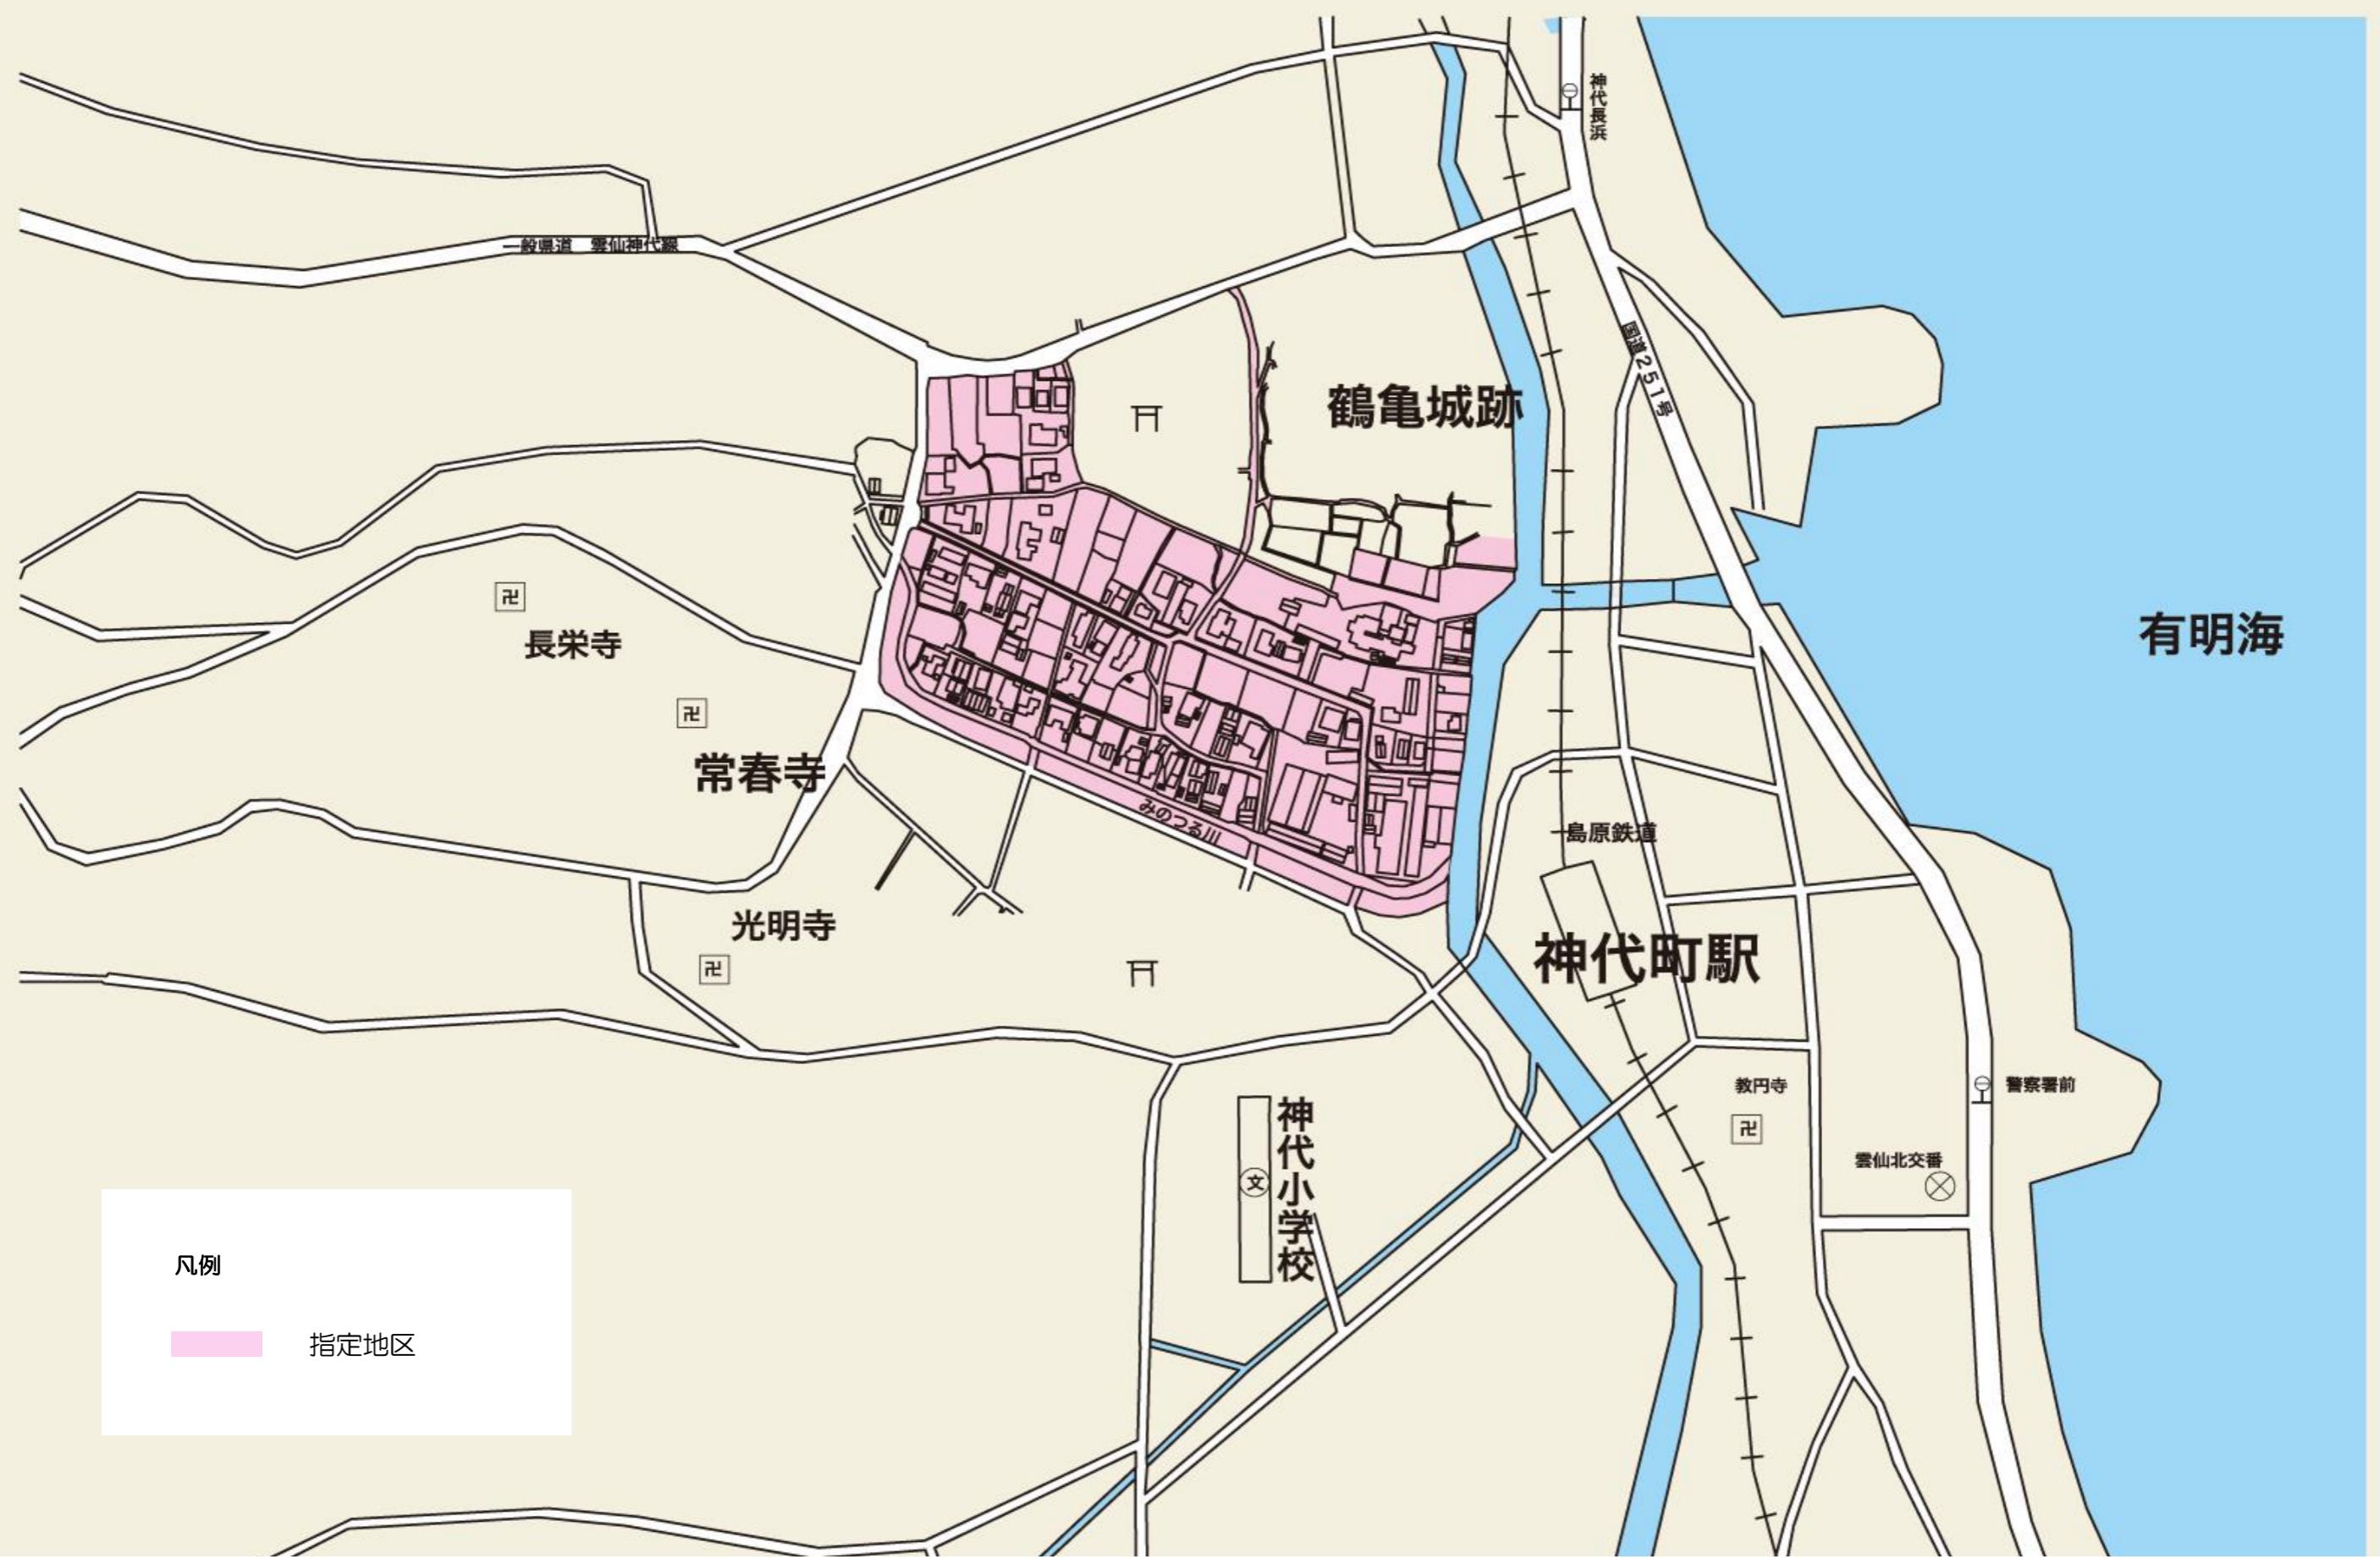 神代長浜
一般県道　雲仙神代線
国道251号
鶴亀城跡
有明海
長栄寺
常春寺
みのつる川
島原鉄道
光明寺
神代町駅
教円寺
警察署前
神代小学校
文
雲仙北交番
凡例
指定地区